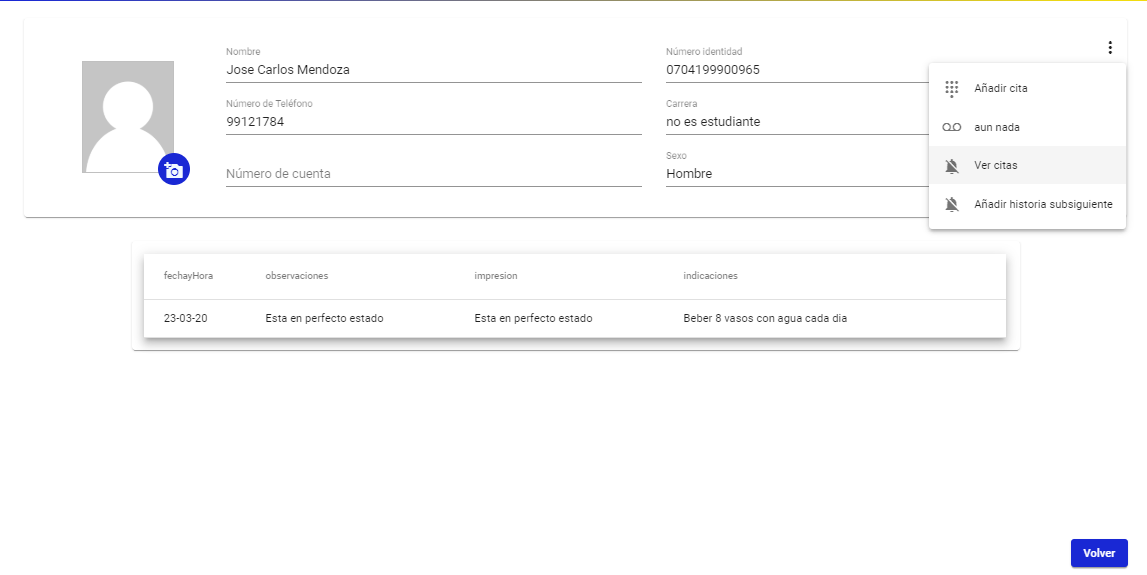 Nombre
Jose Carlos Mendoza
Número identidad
0704199900965
Número de Teléfono
99121784
Carrera
no es estudiante
Número de cuenta
Sexo
Hombre
Añadir cita
aun nada
Ver citas
Añadir historia subsiguiente
fechayHora observaciones impresion indicaciones
23-03-20 Esta en perfecto estado Esta en perfecto estado Beber 8 vasos con agua cada dia
Volver